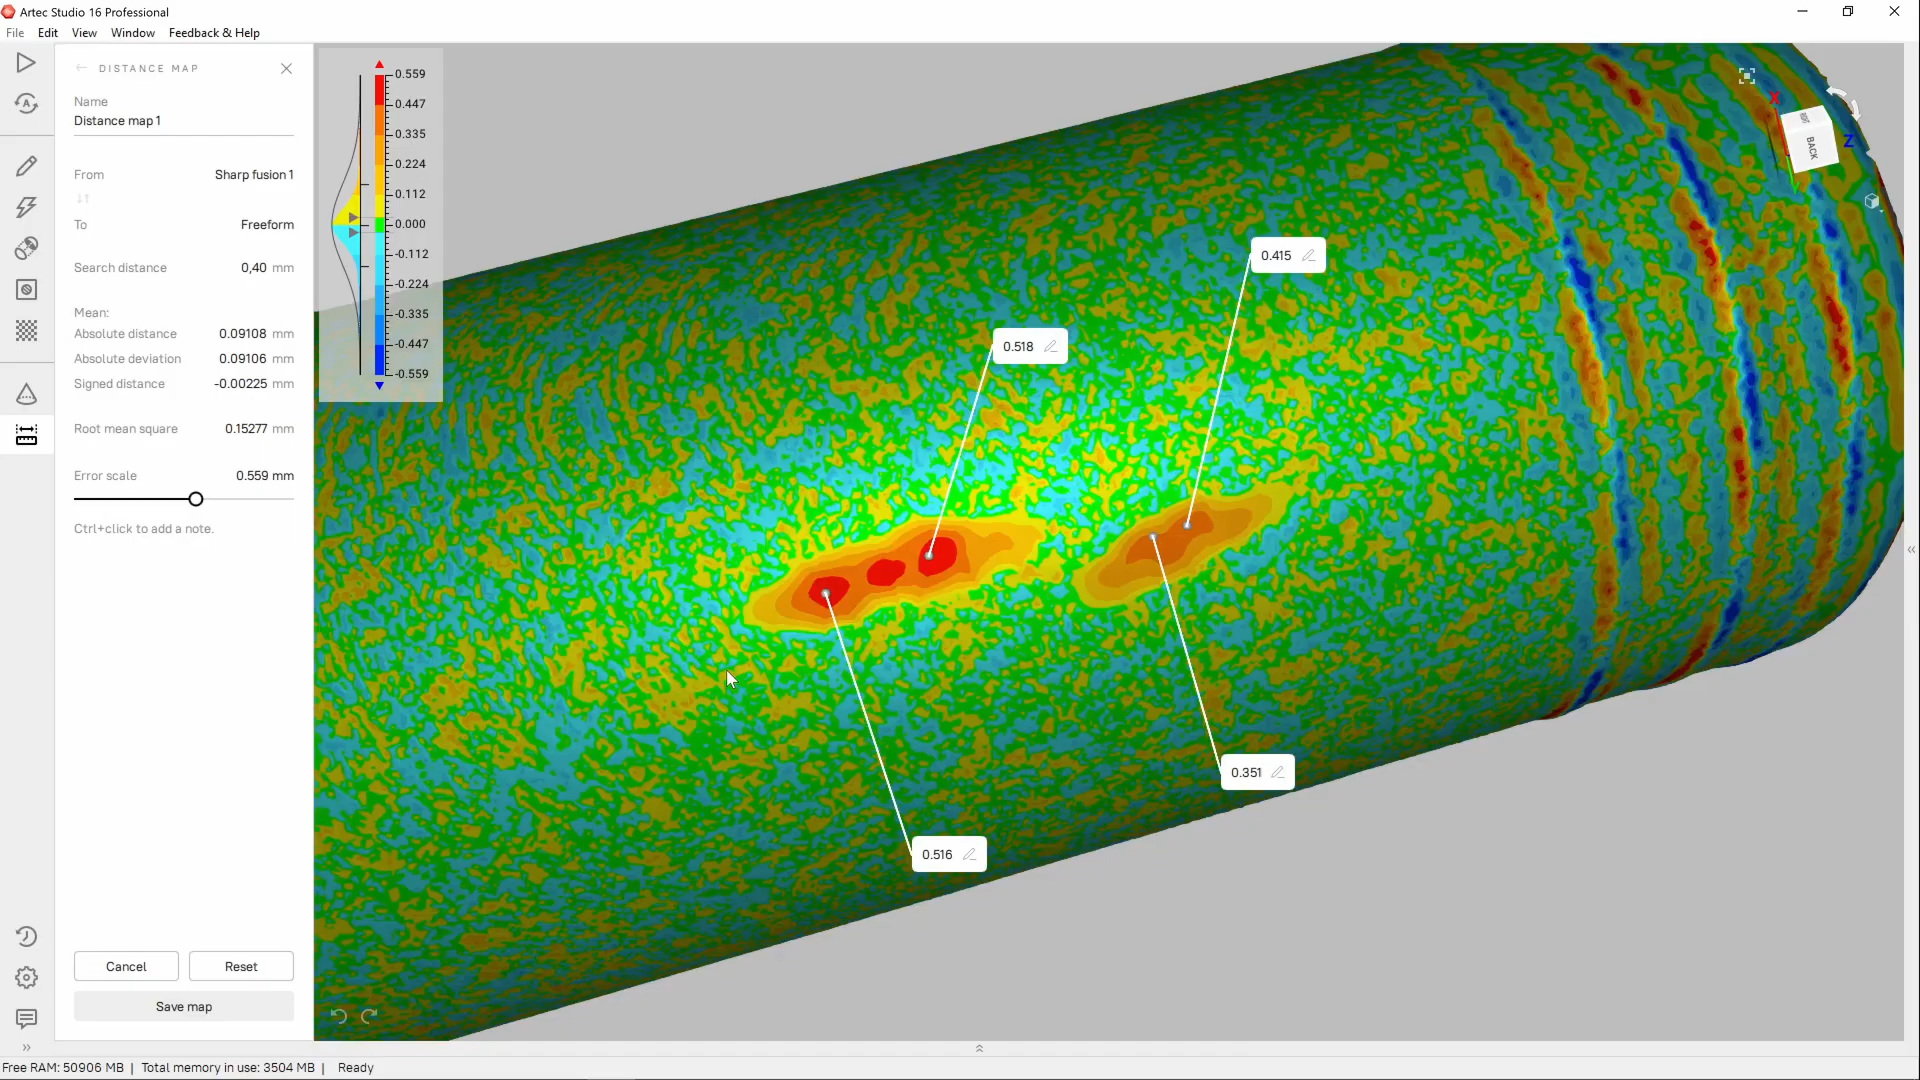 Artec Studio 16 Professional
File Edit View Window Feedback & Help
DISTANCE MAP
Name
Distance map 1
From Sharp fusion 1
To Freeform
Search distance 0,40 mm
Mean:
Absolute distance 0.09108 mm
Absolute deviation 0.09106 mm
Signed distance -0.00225 mm
Root mean square 0.15277 mm
Error scale 0.559 mm
Ctrl+click to add a note.
Cancel Reset
Save map
0.559
0.447
0.335
0.224
0.112
0.000
-0.112
-0.224
-0.335
-0.447
-0.559
0.415
0.518
0.351
0.516
X
Z
BACK
Free RAM: 50906 MB | Total memory in use: 3504 MB | Ready